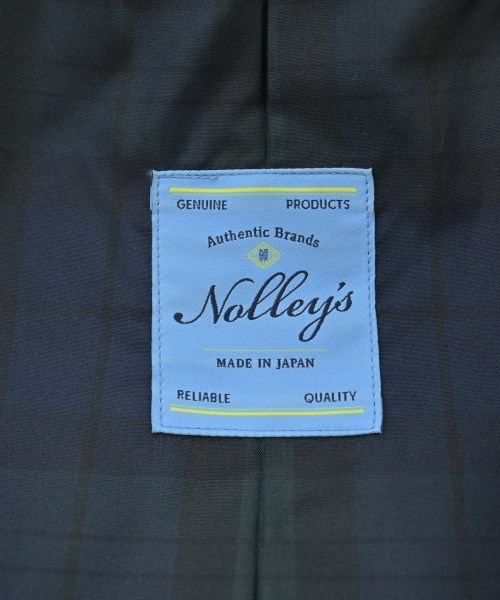 GENUINE PRODUCTS
Authentic Brands
N
Nolley's
MADE IN JAPAN
RELIABLE QUALITY